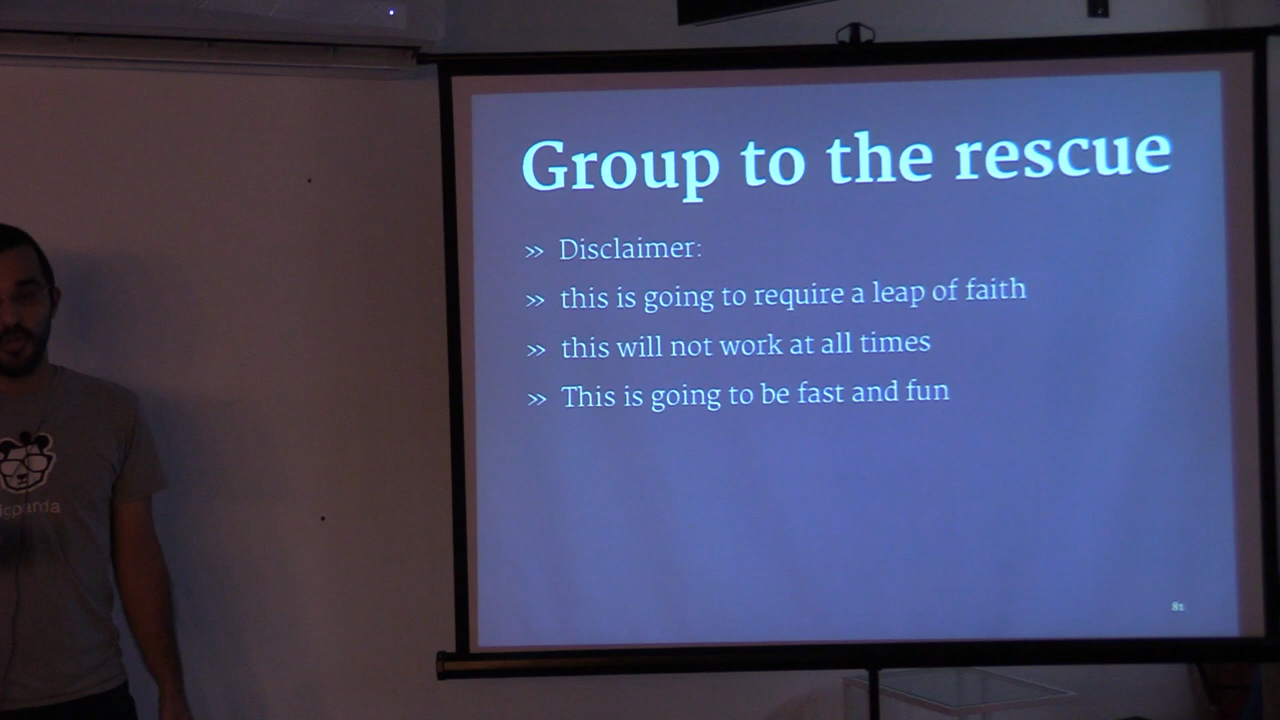 Group to the rescue
» Disclaimer:
» this is going to require a leap of faith
» this will not work at all times
» This is going to be fast and fun